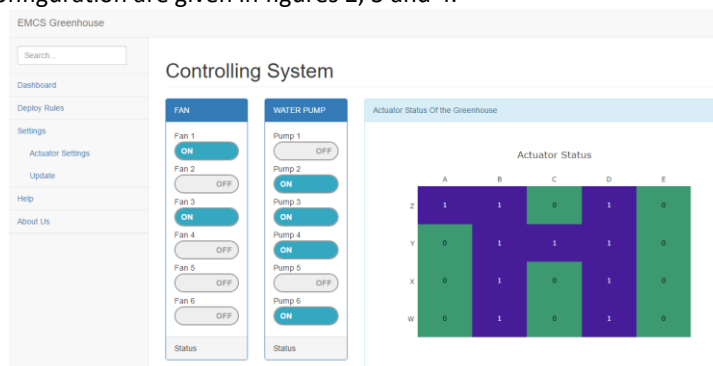 onfiguration are given in figures 2, 3 and 4.
EMCS Greenhouse
Search...
Dashboard
Deploy Rules
Settings
Actuator Settings
Update
Help
About Us
Controlling System
FAN
Fan 1
ON
Fan 2
OFF
Fan 3
ON
Fan 4
OFF
Fan 5
OFF
Fan 6
OFF
Status
WATER PUMP
Pump 1
OFF
Pump 2
ON
Pump 3
ON
Pump 4
ON
Pump 5
OFF
Pump 6
ON
Status
Actuator Status Of the Greenhouse
Actuator Status
A B C D E
Z 1 1 0 1 0
Y 0 1 1 1 0
X 0 1 0 1 0
W 0 1 0 1 0